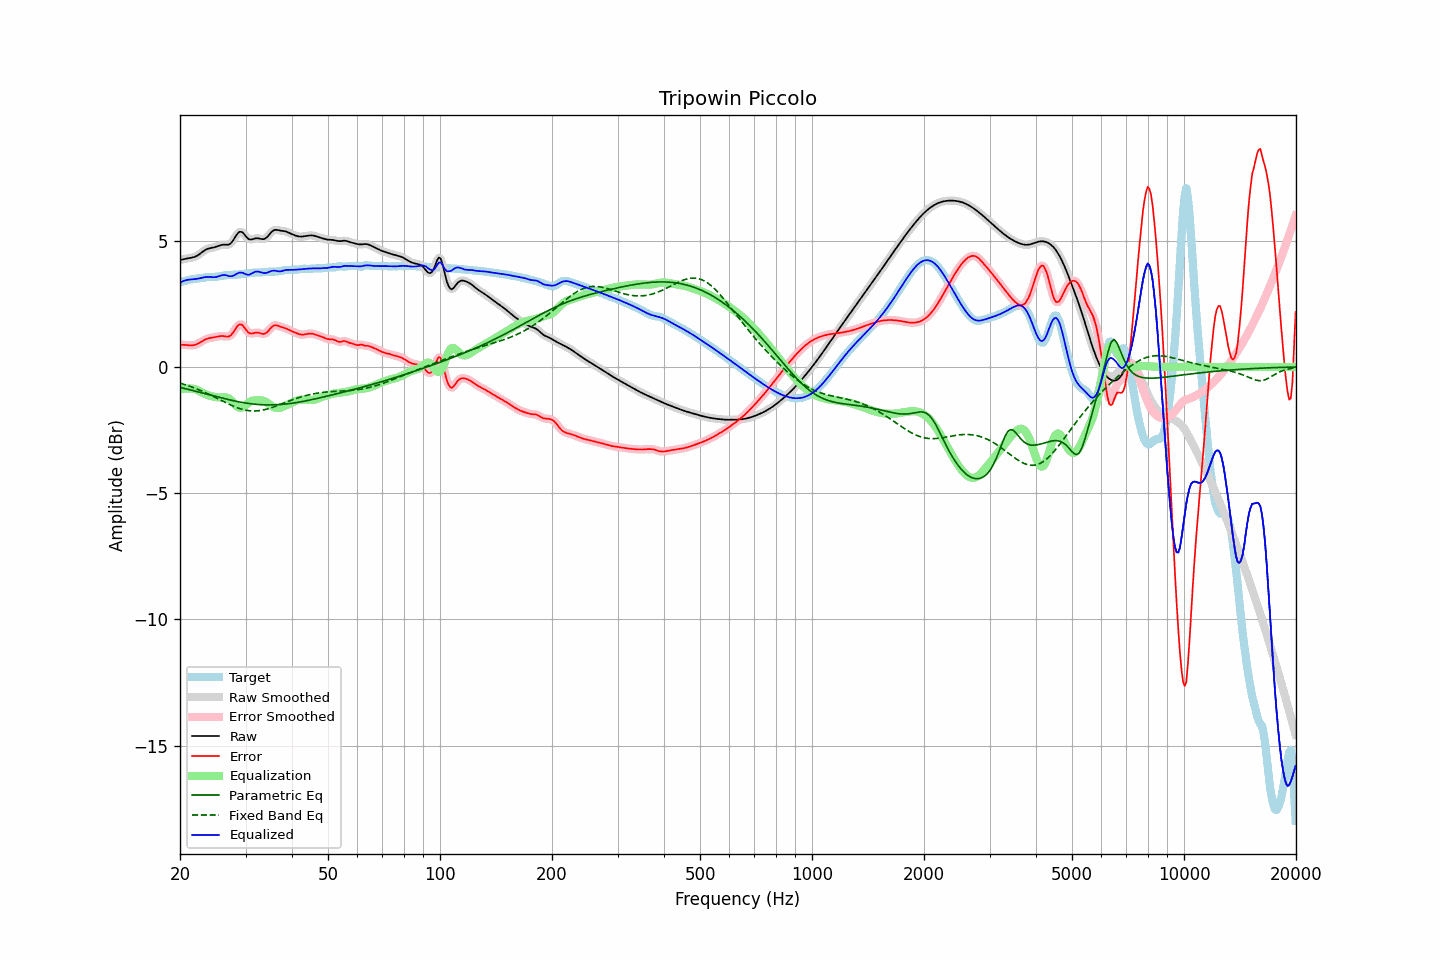 Tripowin Piccolo
Amplitude (dBr)
5
0
−5
−10
−15
Target
Raw Smoothed
Error Smoothed
Raw
Error
Equalization
Parametric Eq
Fixed Band Eq
Equalized
20 50 100 200 500 1000 2000 5000 10000 20000
Frequency (Hz)